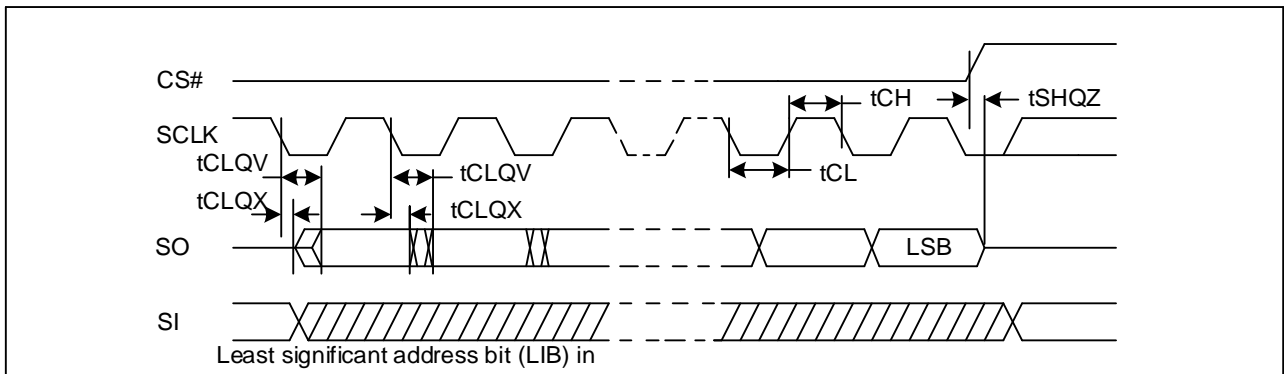 CS#
tCH
tSHQZ
SCLK
tCLQV
tCLQV
tCL
tCLQX
tCLQX
SO
LSB
SI
Least significant address bit (LIB) in